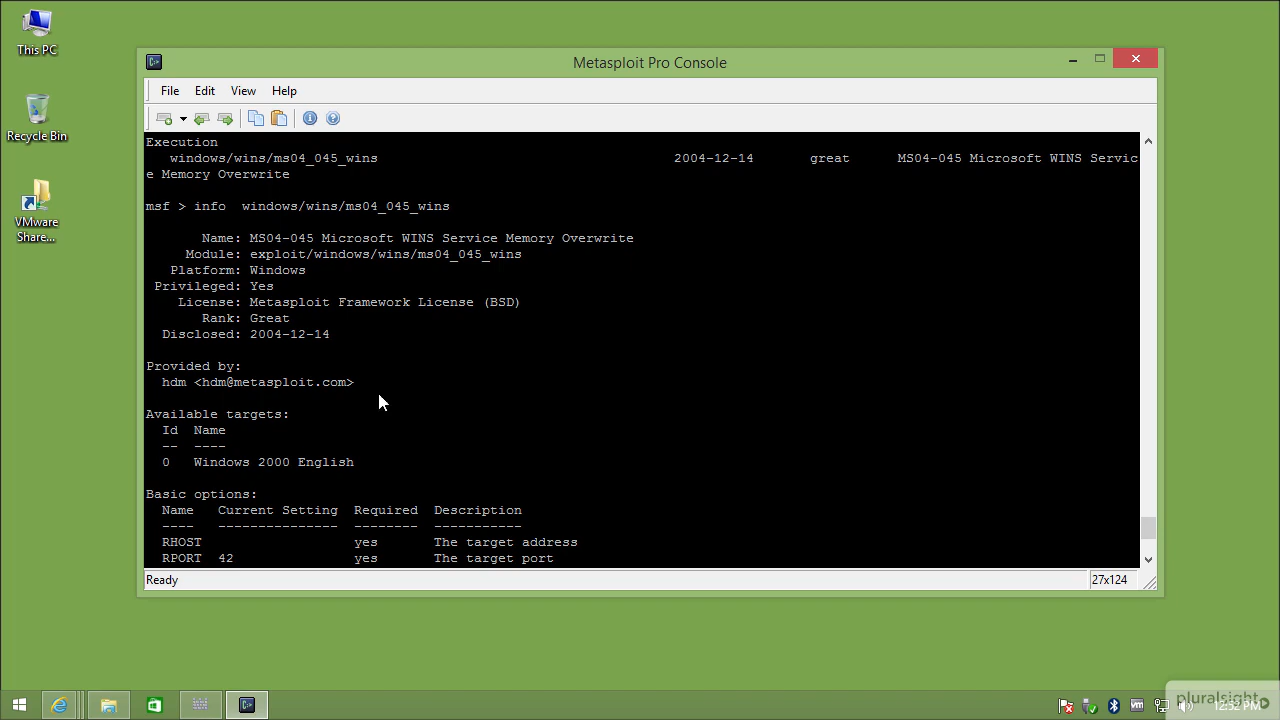 This PC
Recycle Bin
VMware
Share...
Metasploit Pro Console
File Edit View Help
Execution
windows/wins/ms04_045_wins 2004-12-14 great MS04-045 Microsoft WINS Servic
e Memory Overwrite
msf > info windows/wins/ms04_045_wins
Name: MS04-045 Microsoft WINS Service Memory Overwrite
Module: exploit/windows/wins/ms04_045_wins
Platform: Windows
Privileged: Yes
License: Metasploit Framework License (BSD)
Rank: Great
Disclosed: 2004-12-14
Provided by:
hdm <hdm@metasploit.com>
Available targets:
Id Name
-- ----
0 Windows 2000 English
Basic options:
Name Current Setting Required Description
---- --------------- -------- -----------
RHOST yes The target address
RPORT 42 yes The target port
Ready 27x124
pluralsight
12:52 PM